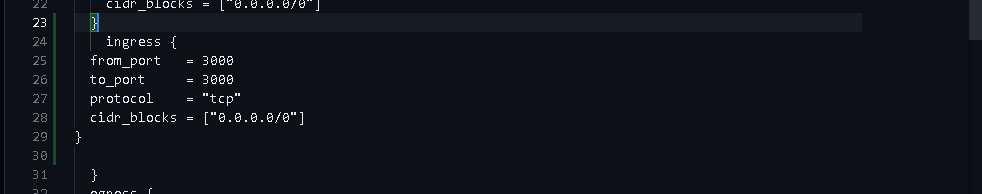 22 cidr_blocks = ["0.0.0.0/0"]
23 }
24 ingress {
25 from_port = 3000
26 to_port = 3000
27 protocol = "tcp"
28 cidr_blocks = ["0.0.0.0/0"]
29 }
30
31 }
32 egress {